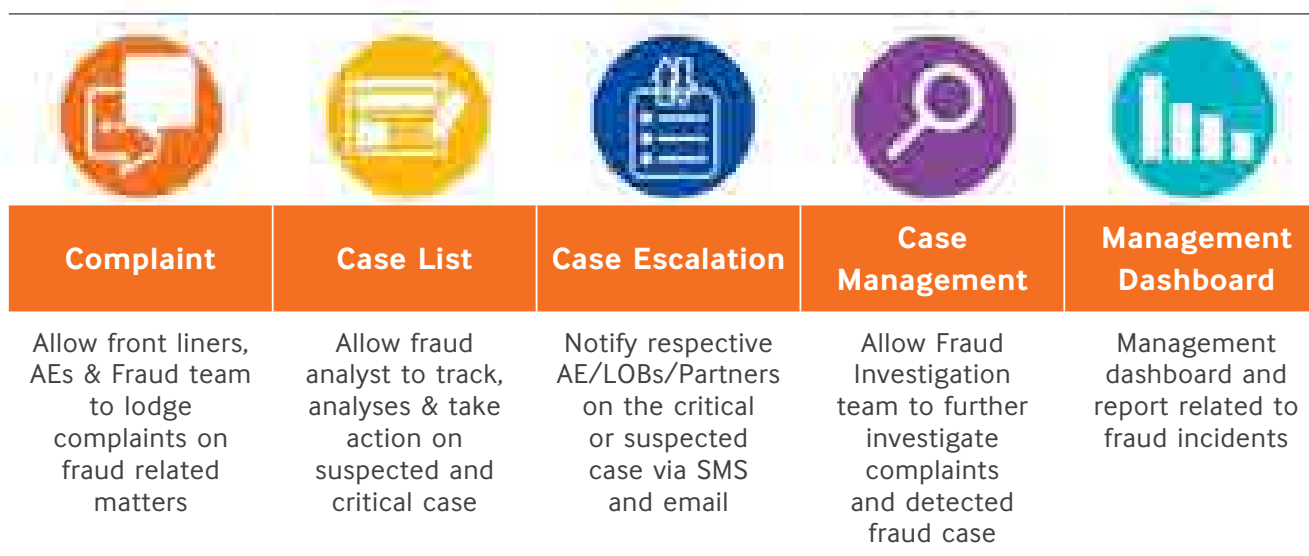 Complaint
Allow front liners,
AEs & Fraud team
to lodge
complaints on
fraud related
matters
Case List
Allow fraud
analyst to track,
analyses & take
action on
suspected and
critical case
Case Escalation
Notify respective
AE/LOBs/Partners
on the critical
or suspected
case via SMS
and email
Case
Management
Allow Fraud
Investigation
team to further
investigate
complaints
and detected
fraud case
Management
Dashboard
Management
dashboard and
report related to
fraud incidents